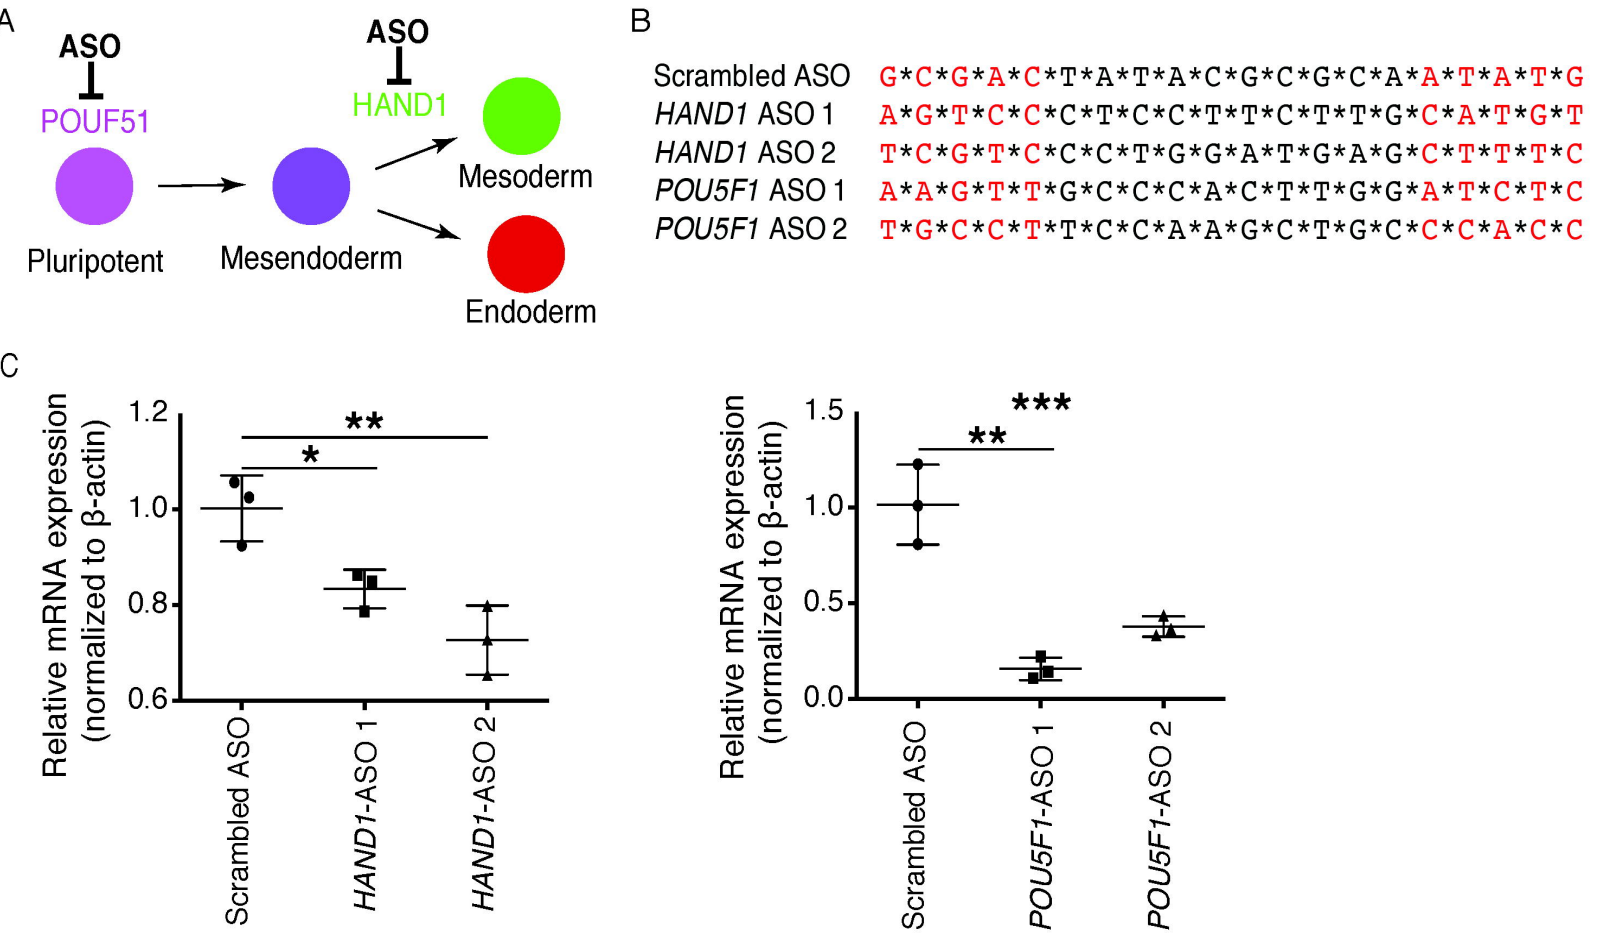 A
ASO
POUF51
ASO
HAND1
Pluripotent
Mesendoderm
Mesoderm
Endoderm
B
Scrambled ASO G*C*G*A*C*T*A*T*A*C*G*C*G*C*A*A*T*A*T*G
HAND1 ASO 1 A*G*T*C*C*C*T*C*C*T*T*C*T*T*G*C*A*T*G*T
HAND1 ASO 2 T*C*G*T*C*C*C*T*G*G*A*T*G*A*G*C*T*T*T*C
POU5F1 ASO 1 A*A*G*T*T*G*C*C*C*A*C*T*T*G*G*A*T*C*T*C
POU5F1 ASO 2 T*G*C*C*T*T*C*C*A*A*G*C*T*G*C*C*C*A*C*C
C
Relative mRNA expression
(normalized to β-actin)
1.2
1.0
0.8
0.6
**
*
Scrambled ASO
HAND1-ASO 1
HAND1-ASO 2
Relative mRNA expression
(normalized to β-actin)
1.5
1.0
0.5
0.0
***
**
Scrambled ASO
POU5F1-ASO 1
POU5F1-ASO 2